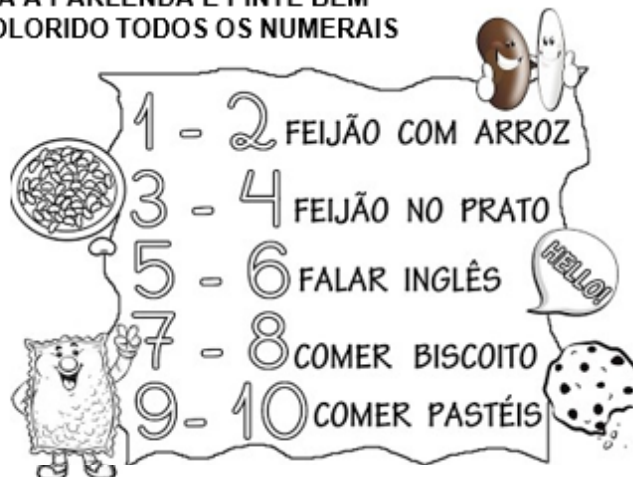 A A PARLENDA E PINTE BEM
OLORIDO TODOS OS NUMERAIS
1 - 2 FEIJÃO COM ARROZ
3 - 4 FEIJÃO NO PRATO
5 - 6 FALAR INGLÊS
HELLO!
7 - 8 COMER BISCOITO
9 - 10 COMER PASTÉIS